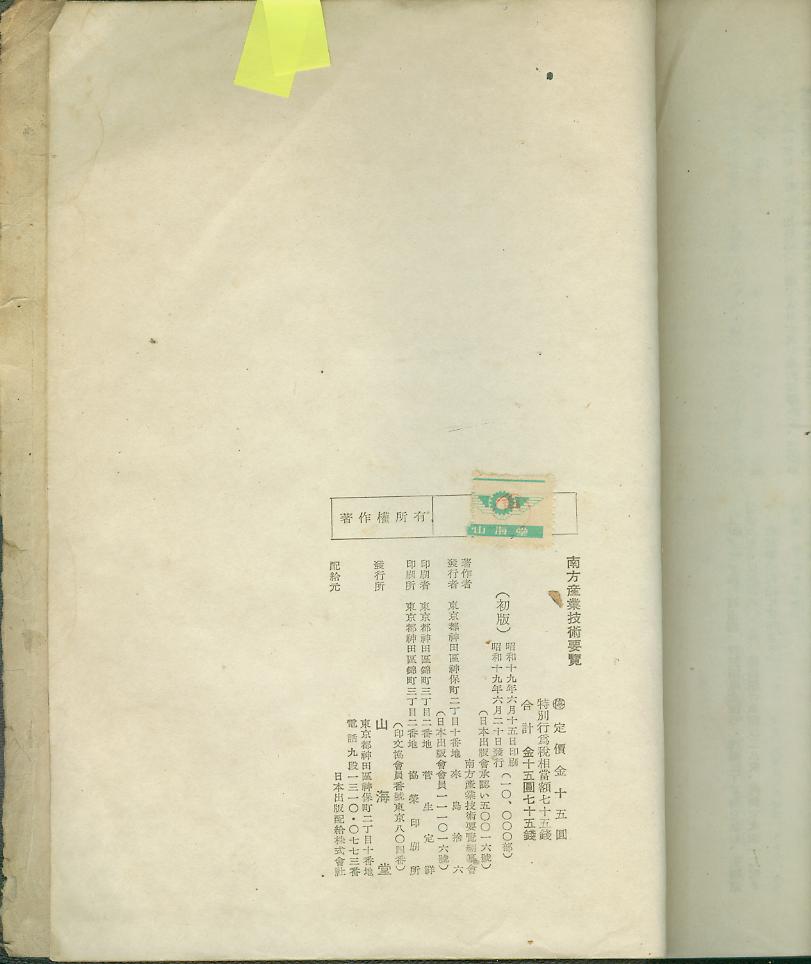 山海堂
著作權所有
南方産業技術要覽
㊕ 定價金十五圓
特別行爲税相當額七十五錢
合計 金十五圓七十五錢
(初版)
昭和十九年六月十五日印刷
昭和十九年六月二十日發行 (一〇、〇〇〇部)
(日本出版會承認い五〇〇一六號)
著作者 南方産業技術要覽編纂會
發行者 東京都神田區神保町二丁目十番地 來島捨六
(日本出版會會員一一一〇一六號)
印刷者 東京都神田區錦町三丁目二番地 菅生定祥
印刷所 東京都神田區錦町三丁目二番地 協榮印刷所
(印文協會員番號東京八〇四番)
發行所 山海堂
東京都神田區神保町二丁目十番地
電話九段一三一〇・〇七七三番
配給元 日本出版配給株式會社